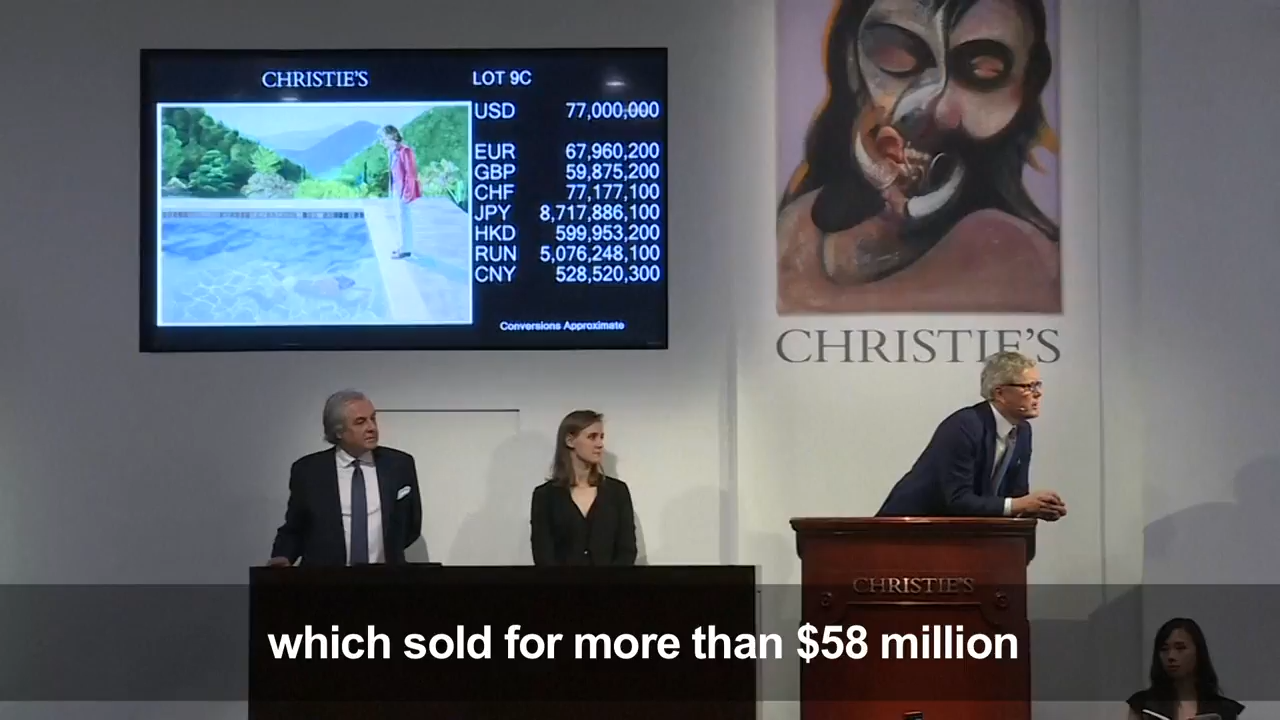 CHRISTIE'S
LOT 9C
USD 77,000,000
EUR 67,960,200
GBP 59,875,200
CHF 77,177,100
JPY 8,717,886,100
HKD 599,953,200
RUN 5,076,248,100
CNY 528,520,300
Conversions Approximate
CHRISTIE'S
CHRISTIE'S
which sold for more than $58 million